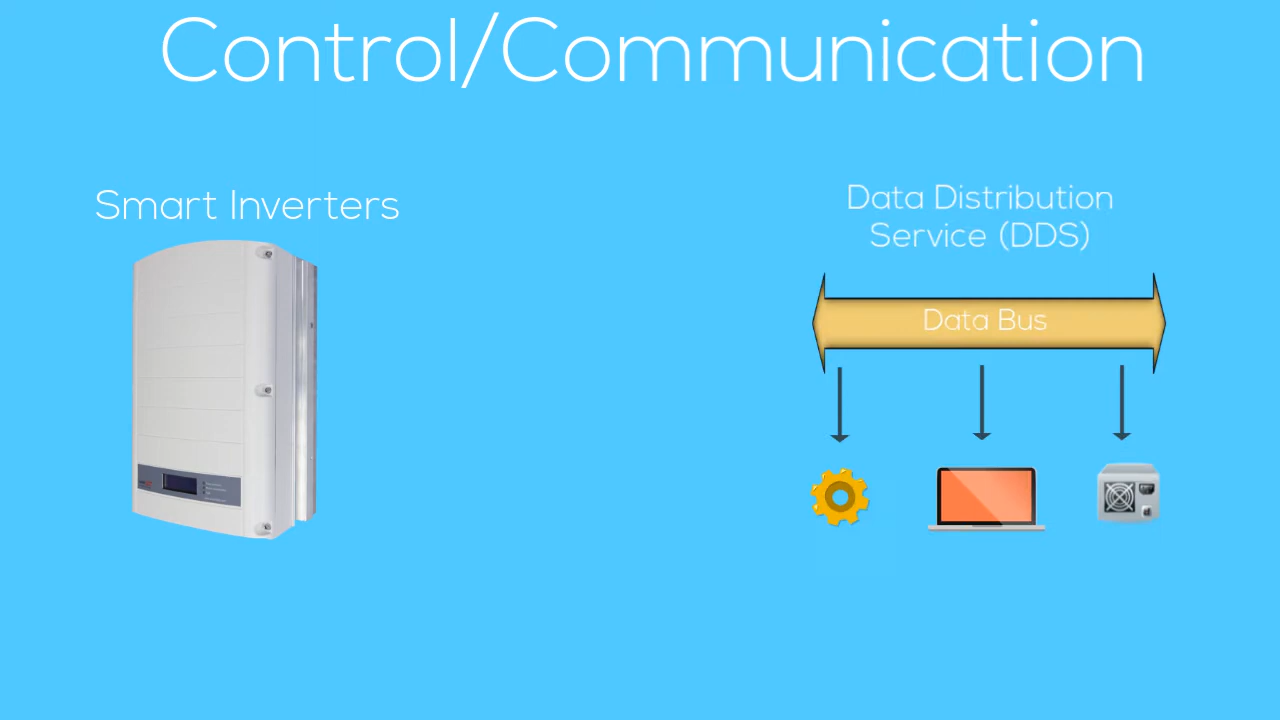 Control/Communication
Smart Inverters
Data Distribution
Service (DDS)
Data Bus